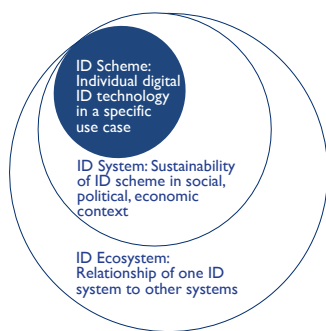 ID Scheme:
Individual digital
ID technology
in a specific
use case
ID System: Sustainability
of ID scheme in social,
political, economic
context
ID Ecosystem:
Relationship of one ID
system to other systems